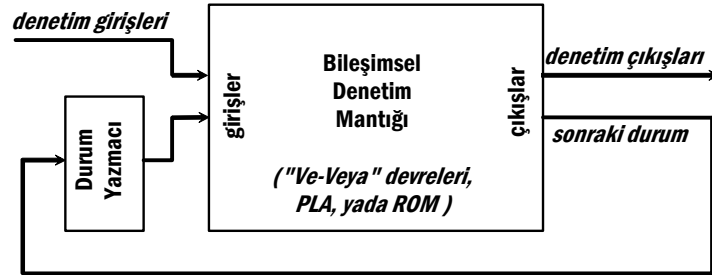 denetim girişleri
girişler
Bileşimsel
Denetim
Mantığı
("Ve-Veya" devreleri,
PLA, yada ROM )
çıkışlar
denetim çıkışları
sonraki durum
Durum
Yazmacı